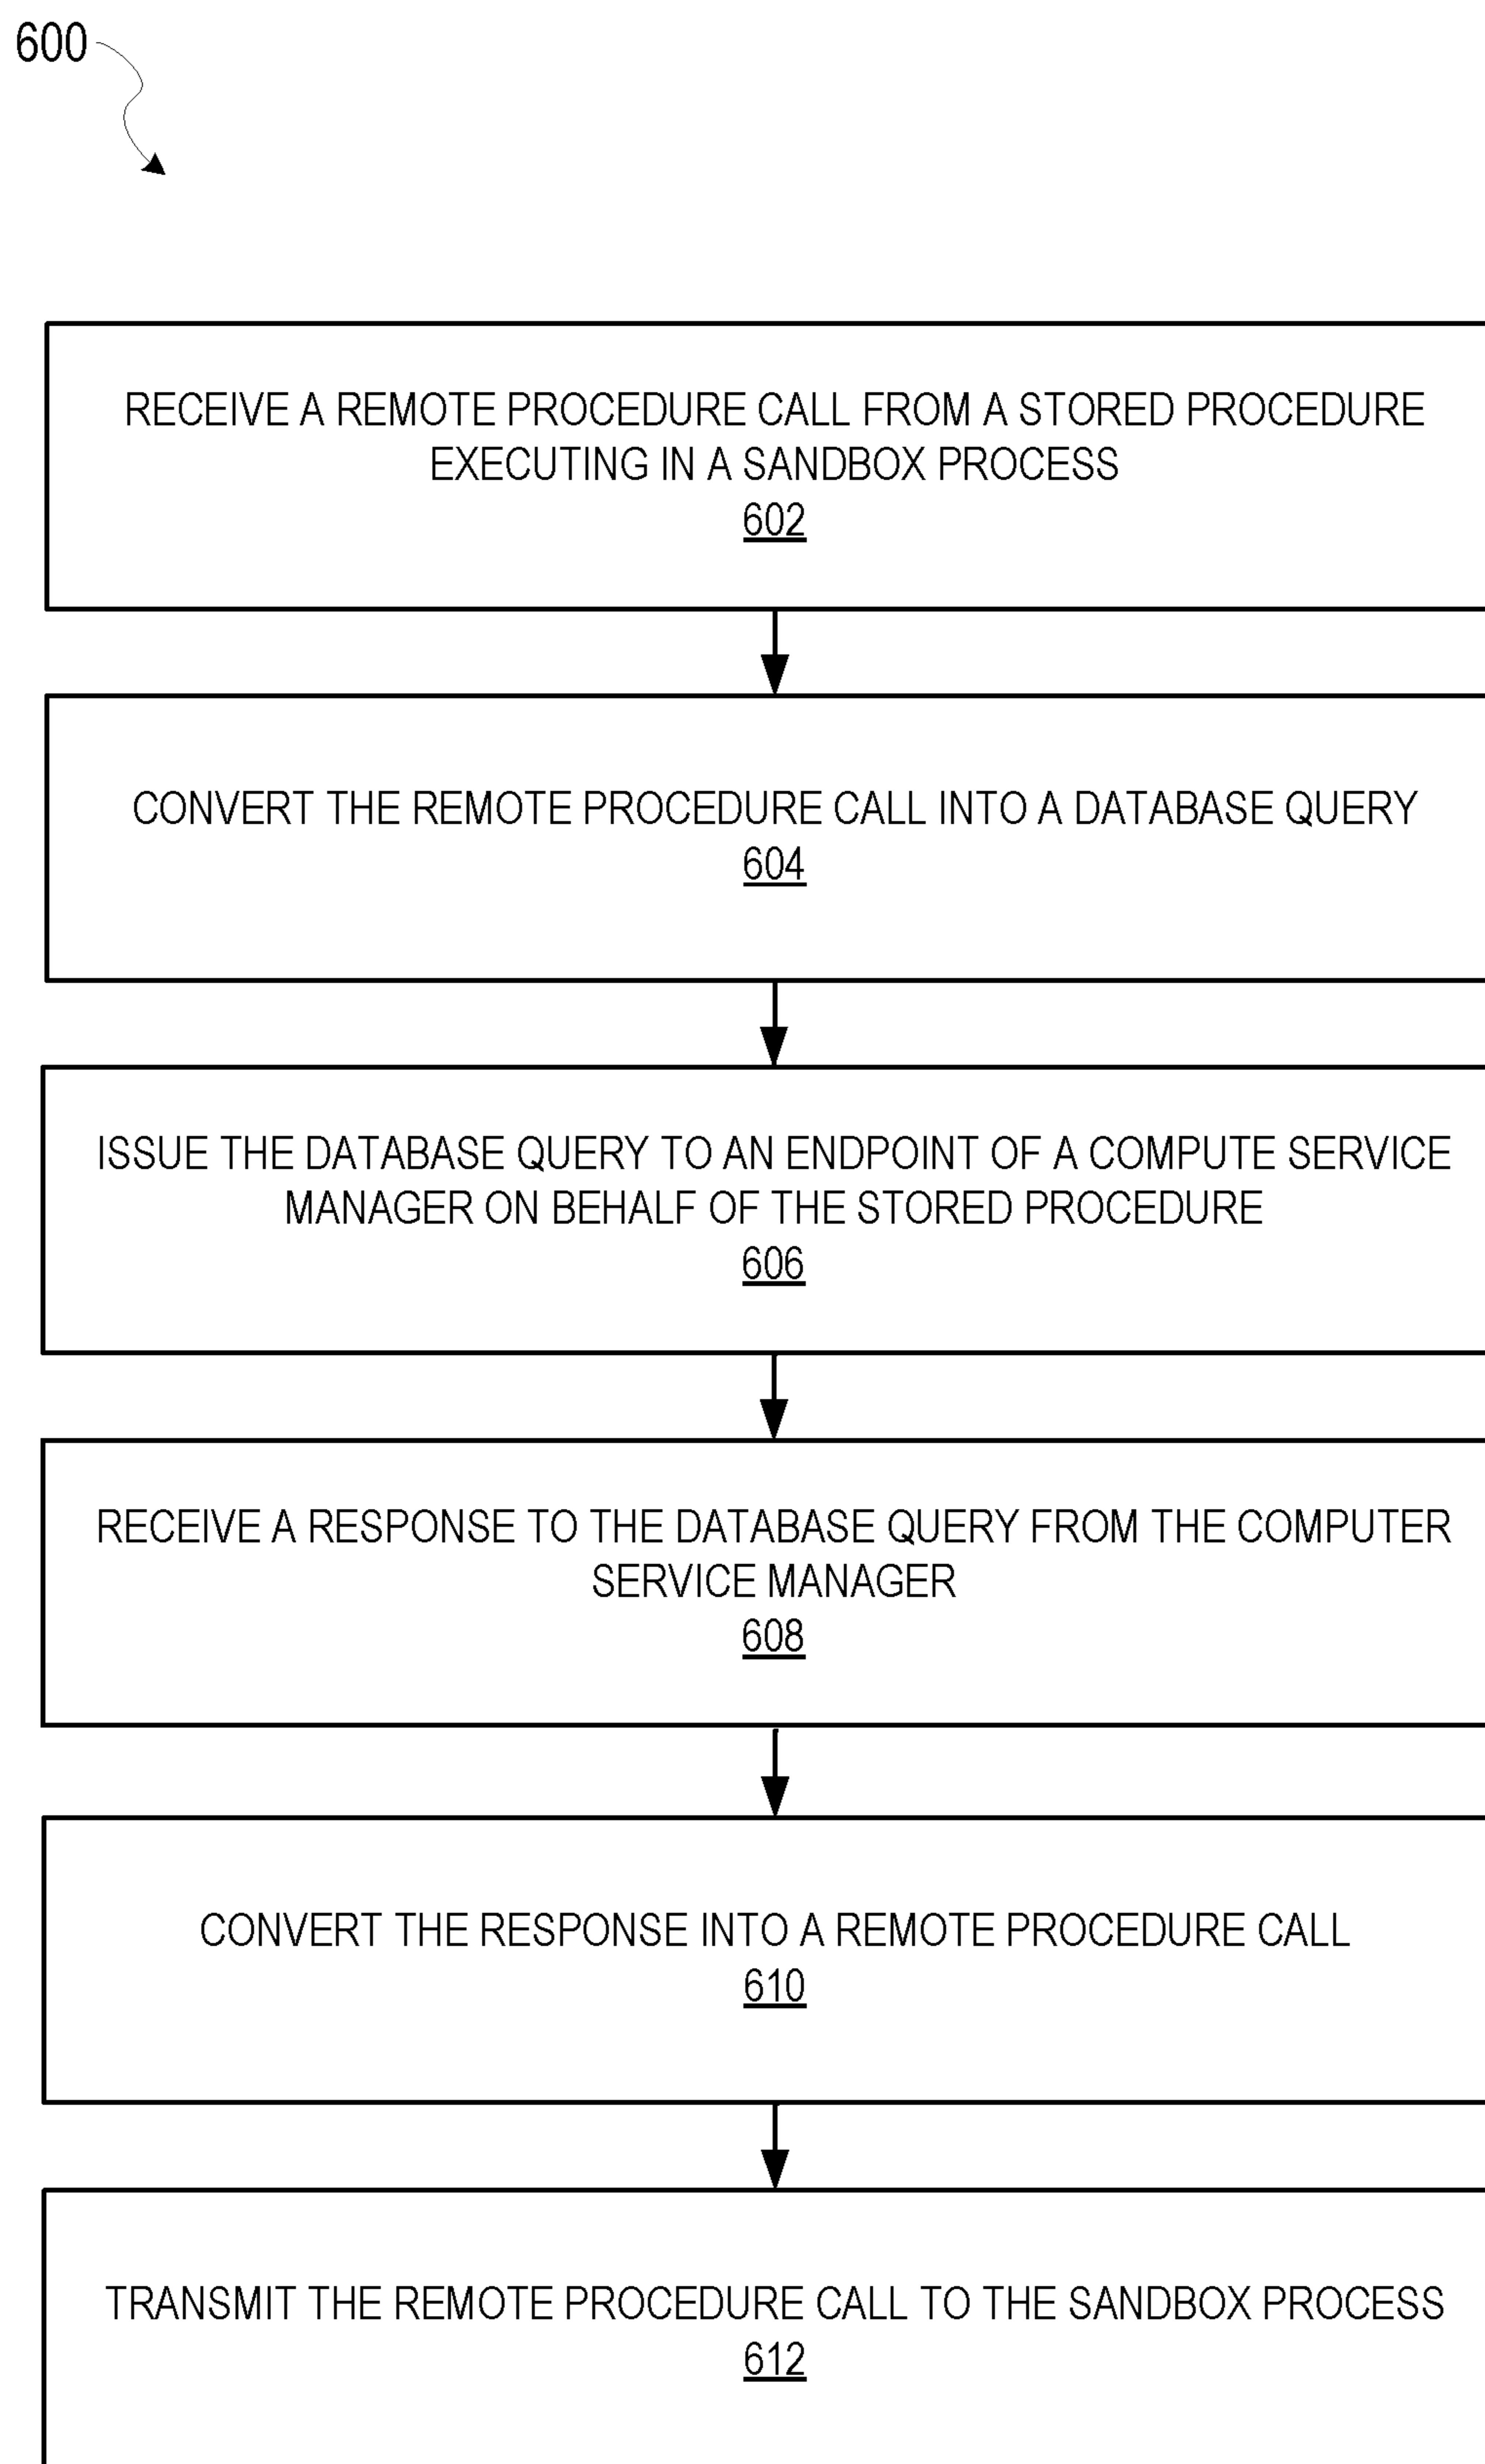 600
RECEIVE A REMOTE PROCEDURE CALL FROM A STORED PROCEDURE
EXECUTING IN A SANDBOX PROCESS
602
CONVERT THE REMOTE PROCEDURE CALL INTO A DATABASE QUERY
604
ISSUE THE DATABASE QUERY TO AN ENDPOINT OF A COMPUTE SERVICE
MANAGER ON BEHALF OF THE STORED PROCEDURE
606
RECEIVE A RESPONSE TO THE DATABASE QUERY FROM THE COMPUTER
SERVICE MANAGER
608
CONVERT THE RESPONSE INTO A REMOTE PROCEDURE CALL
610
TRANSMIT THE REMOTE PROCEDURE CALL TO THE SANDBOX PROCESS
612